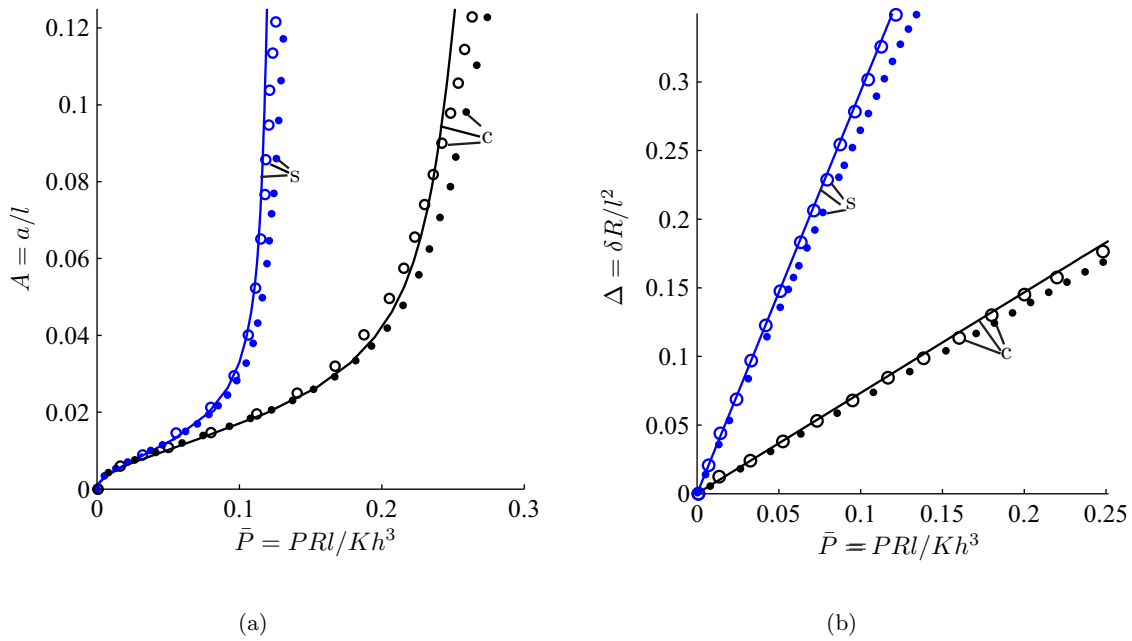 0.12
0.1
0.08
0.06
0.04
0.02
0
A = a/l
s
c
0 0.1 0.2 0.3
P̄ = PRl/Kh³
(a)
0.3
0.25
0.2
0.15
0.1
0.05
0
Δ = δR/l²
s
c
0 0.05 0.1 0.15 0.2 0.25
P̄ = PRl/Kh³
(b)